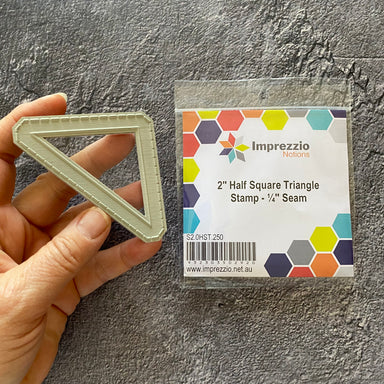 Imprezzio
Notions
2" Half Square Triangle
Stamp - ¼" Seam
S2.0HST.250
www.imprezzio.net.au